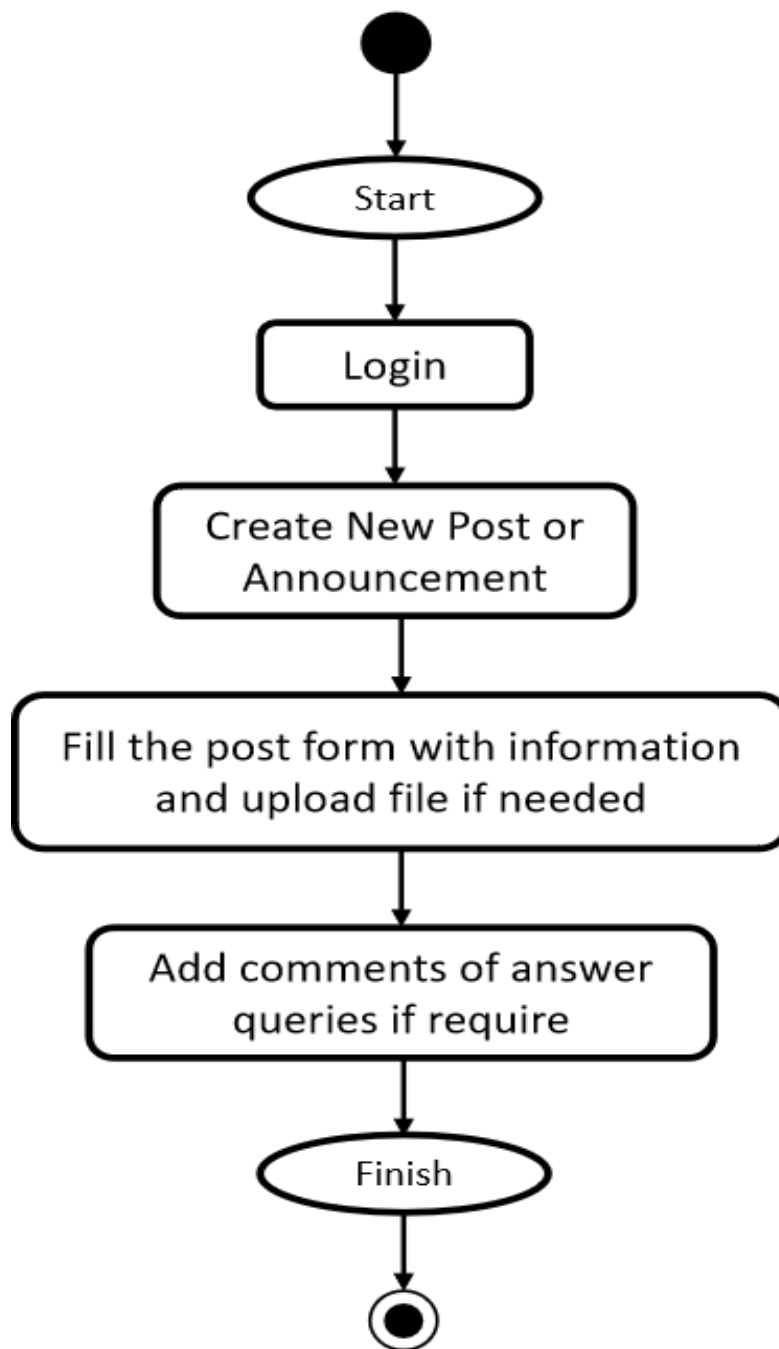 Start
Login
Create New Post or
Announcement
Fill the post form with information
and upload file if needed
Add comments of answer
queries if require
Finish